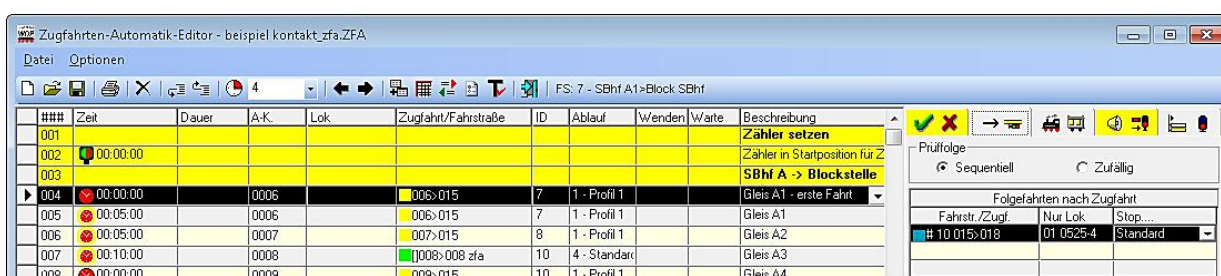 WDP Zugfahrten-Automatik-Editor - beispiel kontakt_zfa.ZFA
Datei Optionen
4 FS: 7 - SBhf A1>Block SBhf
### Zeit Dauer A-K. Lok Zugfahrt/Fahrstraße ID Ablauf Wenden Warte Beschreibung
001 Zähler setzen
002 00:00:00 Zähler in Startposition für Z
003 SBhf A -> Blockstelle
004 00:00:00 0006 006>015 7 1 - Profil 1 Gleis A1 - erste Fahrt
005 00:05:00 0006 006>015 7 1 - Profil 1 Gleis A1
006 00:05:00 0007 007>015 8 1 - Profil 1 Gleis A2
007 00:10:00 0008 []008>008 zfa 10 4 - Standard Gleis A3
008 00:00:00 0009 009>015 10 1 - Profil 1 Gleis A4
Prüffolge
Sequentiell Zufällig
Folgefahrten nach Zugfahrt
Fahrstr./Zugf. Nur Lok Stop....
# 10 015>018 01 0525-4 Standard